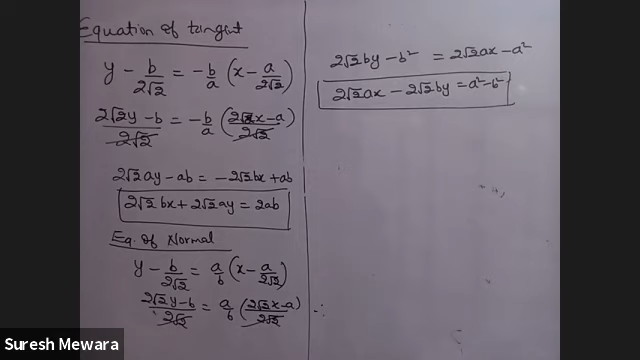 Equation of tangent
y - b/2√2 = -b/a (x - a/2√2)
2√2y - b/2√2 = -b/a (2√2x - a/2√2)
2√2ay - ab = -2√2bx + ab
2√2bx + 2√2ay = 2ab
Eq. of Normal
y - b/2√2 = a/b (x - a/2√2)
2√2y - b/2√2 = a/b (2√2x - a/2√2)
2√2by - b² = 2√2ax - a²
2√2ax - 2√2by = a² - b²
Suresh Mewara